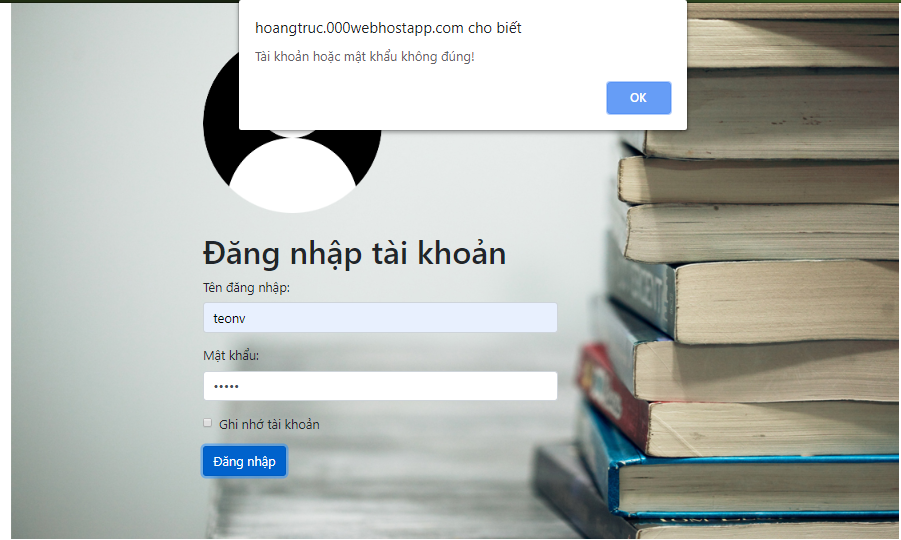 hoangtruc.000webhostapp.com cho biết
Tài khoản hoặc mật khẩu không đúng!
OK
Đăng nhập tài khoản
Tên đăng nhập:
teonv
Mật khẩu:
•••••
Ghi nhớ tài khoản
Đăng nhập